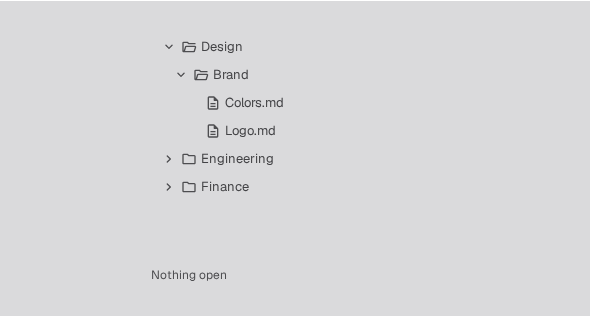 Design
Brand
Colors.md
Logo.md
Engineering
Finance
Nothing open